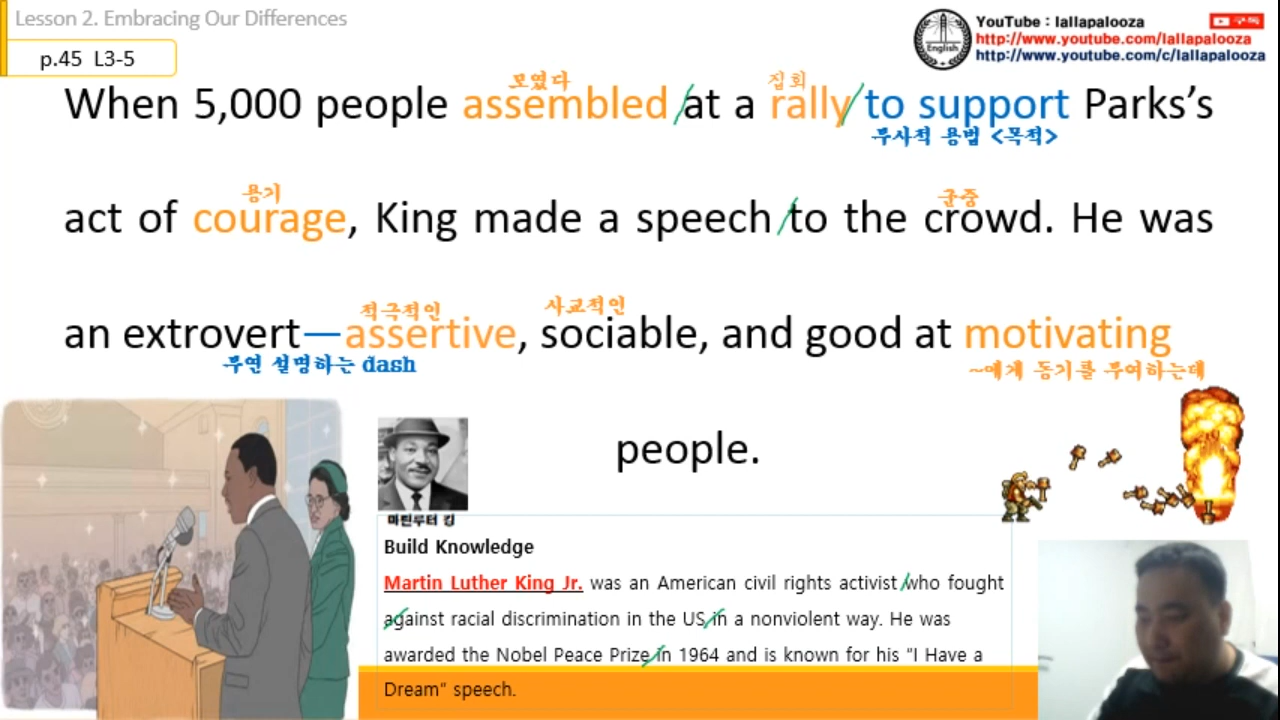 Lesson 2. Embracing Our Differences
p.45 L3-5
English
YouTube : lallapalooza
구독
http://www.youtube.com/lallapalooza
http://www.youtube.com/c/lallapalooza
모였다 집회
When 5,000 people assembled at a rally to support Parks's
부사적 용법 <목적>
용기 군중
act of courage, King made a speech to the crowd. He was
적극적인 사교적인
an extrovert—assertive, sociable, and good at motivating
부연 설명하는 dash ~에게 동기를 부여하는데
people.
마틴루터 킹
Build Knowledge
Martin Luther King Jr. was an American civil rights activist who fought
against racial discrimination in the US in a nonviolent way. He was
awarded the Nobel Peace Prize in 1964 and is known for his "I Have a
Dream" speech.